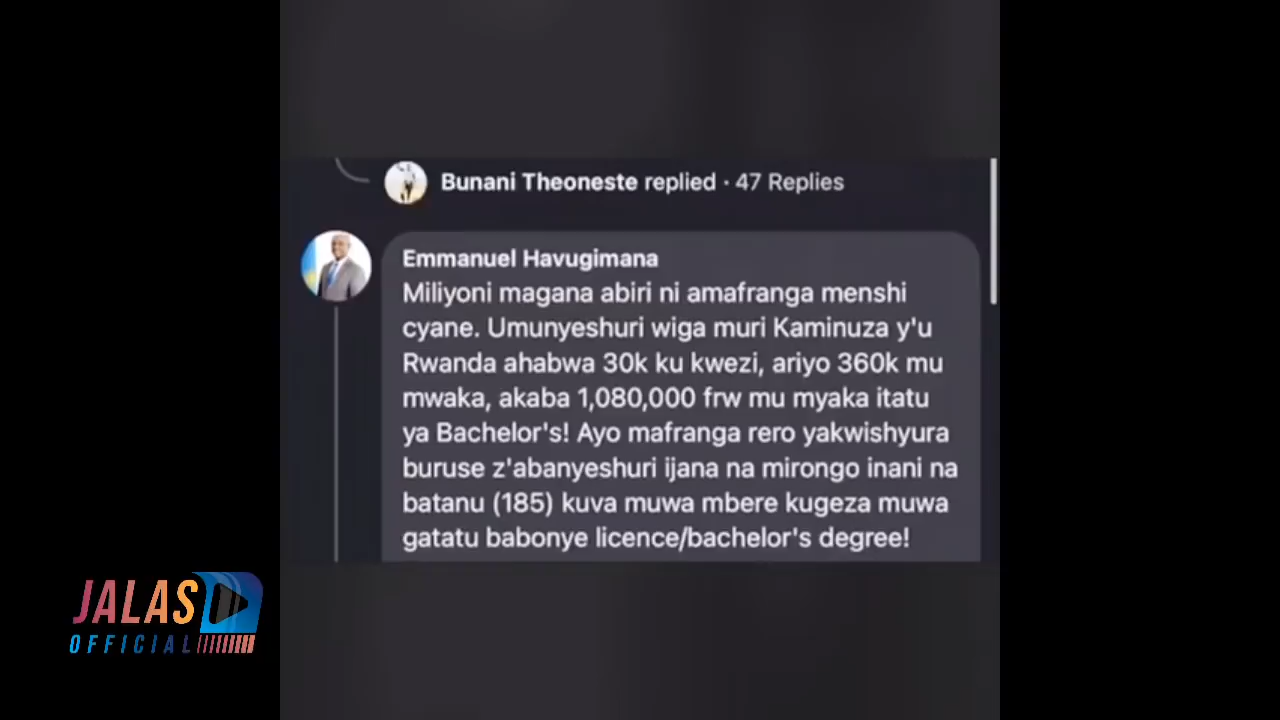 Bunani Theoneste replied · 47 Replies
Emmanuel Havugimana
Miliyoni magana abiri ni amafranga menshi
cyane. Umunyeshuri wiga muri Kaminuza y'u
Rwanda ahabwa 30k ku kwezi, ariyo 360k mu
mwaka, akaba 1,080,000 frw mu myaka itatu
ya Bachelor's! Ayo mafranga rero yakwishyura
buruse z'abanyeshuri ijana na mirongo inani na
batanu (185) kuva muwa mbere kugeza muwa
gatatu babonye licence/bachelor's degree!
JALAS
OFFICIAL